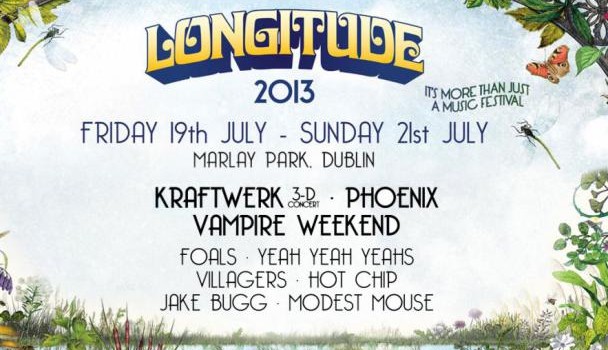 LONGITUDE
2013
IT'S MORE THAN JUST
A MUSIC FESTIVAL
FRIDAY 19th JULY - SUNDAY 21st JULY
MARLAY PARK, DUBLIN
KRAFTWERK 3-D CONCERT · PHOENIX
VAMPIRE WEEKEND
FOALS · YEAH YEAH YEAHS
VILLAGERS · HOT CHIP
JAKE BUGG · MODEST MOUSE